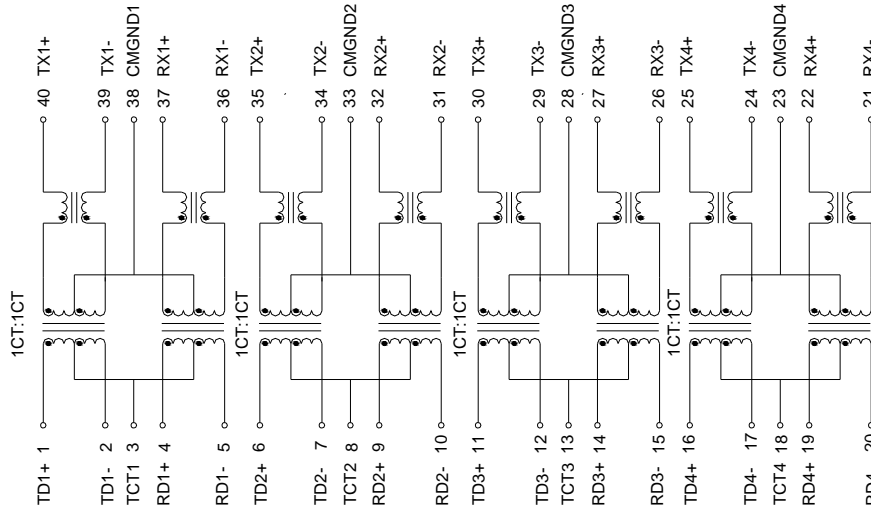 40 TX1+
39 TX1-
38 CMGND1
37 RX1+
36 RX1-
35 TX2+
34 TX2-
33 CMGND2
32 RX2+
31 RX2-
30 TX3+
29 TX3-
28 CMGND3
27 RX3+
26 RX3-
25 TX4+
24 TX4-
23 CMGND4
22 RX4+
21 RX4-
1CT:1CT
1CT:1CT
1CT:1CT
1CT:1CT
TD1+ 1
TD1- 2
TCT1 3
RD1+ 4
RD1- 5
TD2+ 6
TD2- 7
TCT2 8
RD2+ 9
RD2- 10
TD3+ 11
TD3- 12
TCT3 13
RD3+ 14
RD3- 15
TD4+ 16
TD4- 17
TCT4 18
RD4+ 19
RD4- 20